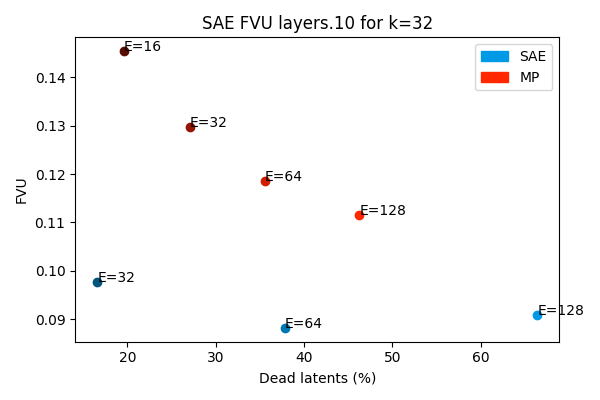 SAE FVU layers.10 for k=32
SAE
MP
E=16
E=32
E=64
E=128
E=32
E=64
E=128
0.14
0.13
0.12
0.11
0.10
0.09
FVU
20
30
40
50
60
Dead latents (%)